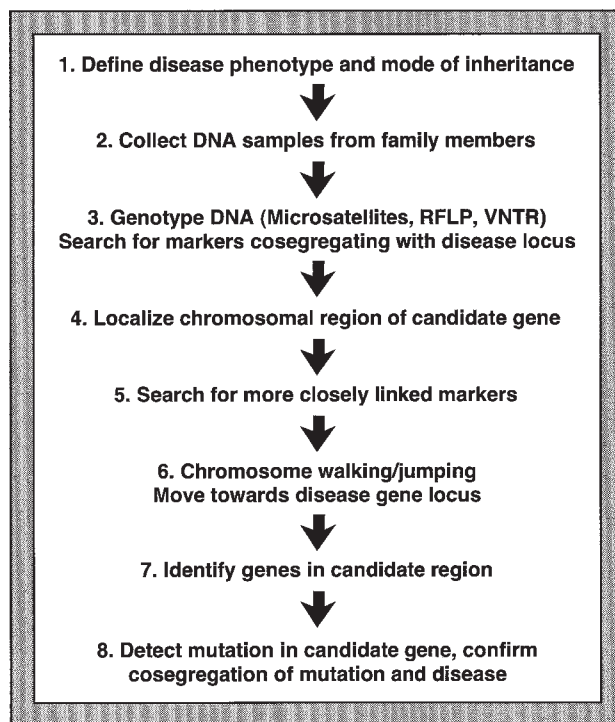 1. Define disease phenotype and mode of inheritance
2. Collect DNA samples from family members
3. Genotype DNA (Microsatellites, RFLP, VNTR)
Search for markers cosegregating with disease locus
4. Localize chromosomal region of candidate gene
5. Search for more closely linked markers
6. Chromosome walking/jumping
Move towards disease gene locus
7. Identify genes in candidate region
8. Detect mutation in candidate gene, confirm
cosegregation of mutation and disease